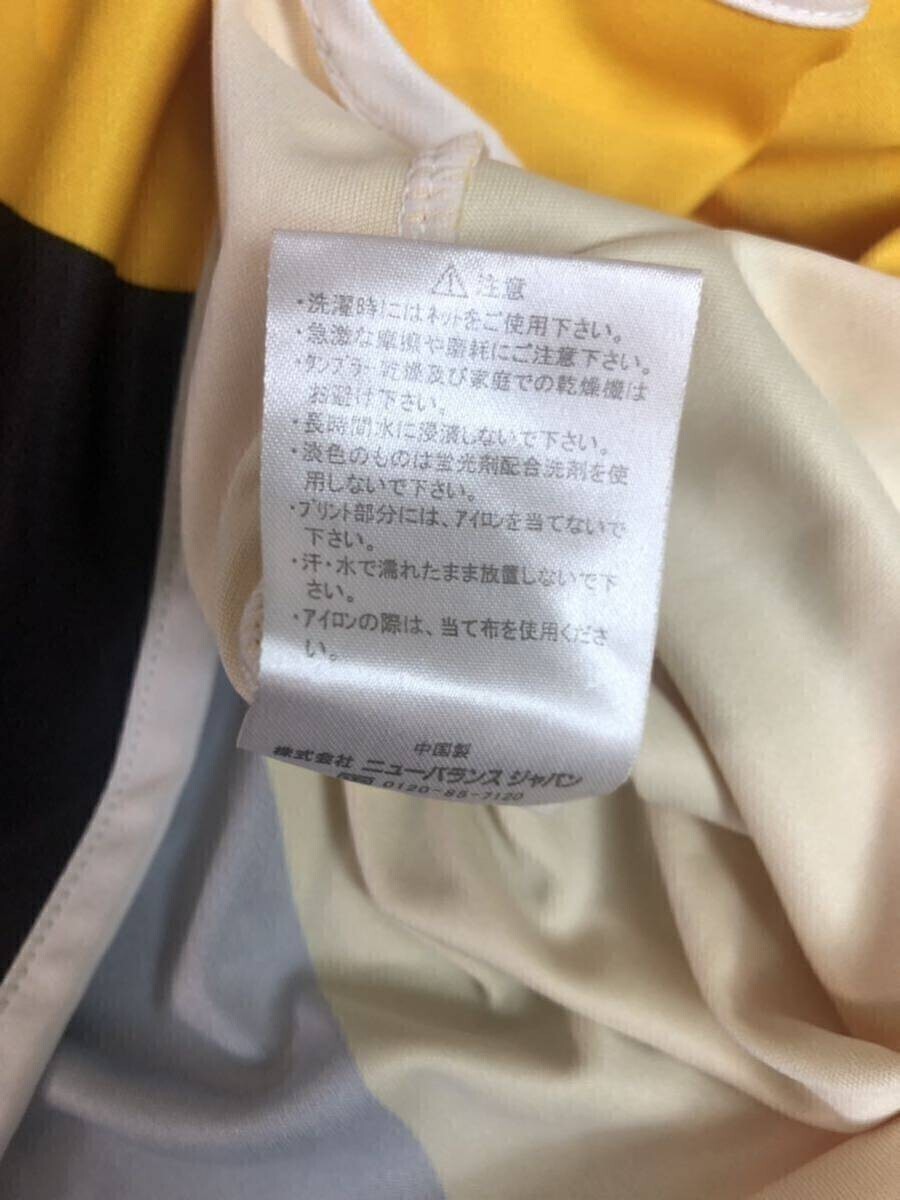 注意
・洗濯時にはネットをご使用下さい。
・急激な摩擦や磨耗にご注意下さい。
・タンブラー乾燥及び家庭での乾燥機は
お避け下さい。
・長時間水に浸漬しないで下さい。
・淡色のものは蛍光剤配合洗剤を使
用しないで下さい。
・プリント部分には、アイロンを当てないで
下さい。
・汗・水で濡れたまま放置しないで下
さい。
・アイロンの際は、当て布を使用くださ
い。
中国製
株式会社 ニューバランス ジャパン
0120-85-7120